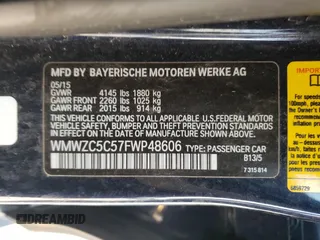 MFD BY BAYERISCHE MOTOREN WERKE AG
05/15
GVWR 4145 lbs 1880 kg
GAWR FRONT 2260 lbs 1025 kg
GAWR REAR 2015 lbs 914 kg
THIS VEHICLE CONFORMS TO ALL
APPLICABLE U.S.FEDERAL MOTOR
VEHICLE SAFETY, BUMPER, AND THEFT
PREVENTION STANDARDS IN EFFECT ON
THE DATE OF MANUFACTURE SHOWN ABOVE.
WMWZC5C57FWP48606 TYPE: PASSENGER CAR
B13/5
7 315 814
DREAMBID